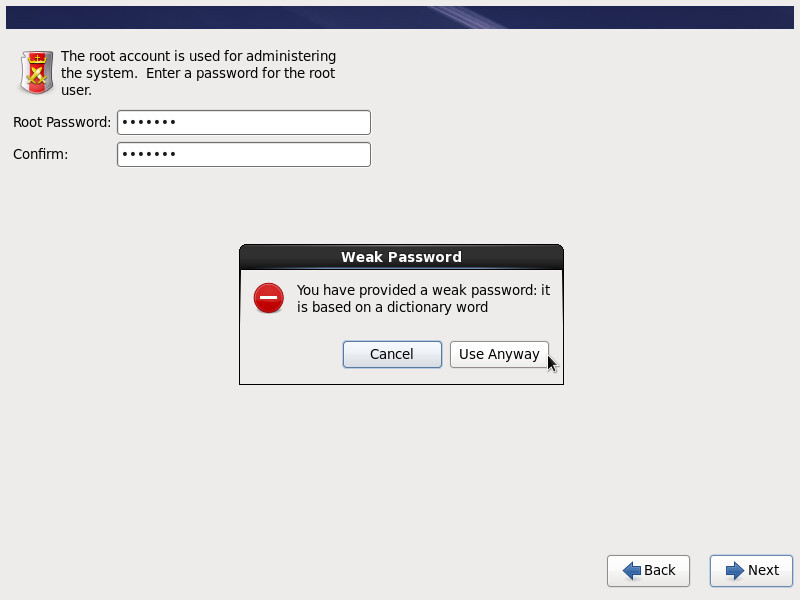 The root account is used for administering
the system.  Enter a password for the root
user.
Root Password: •••••••
Confirm: •••••••
Weak Password
You have provided a weak password: it
is based on a dictionary word
Cancel Use Anyway
Back Next